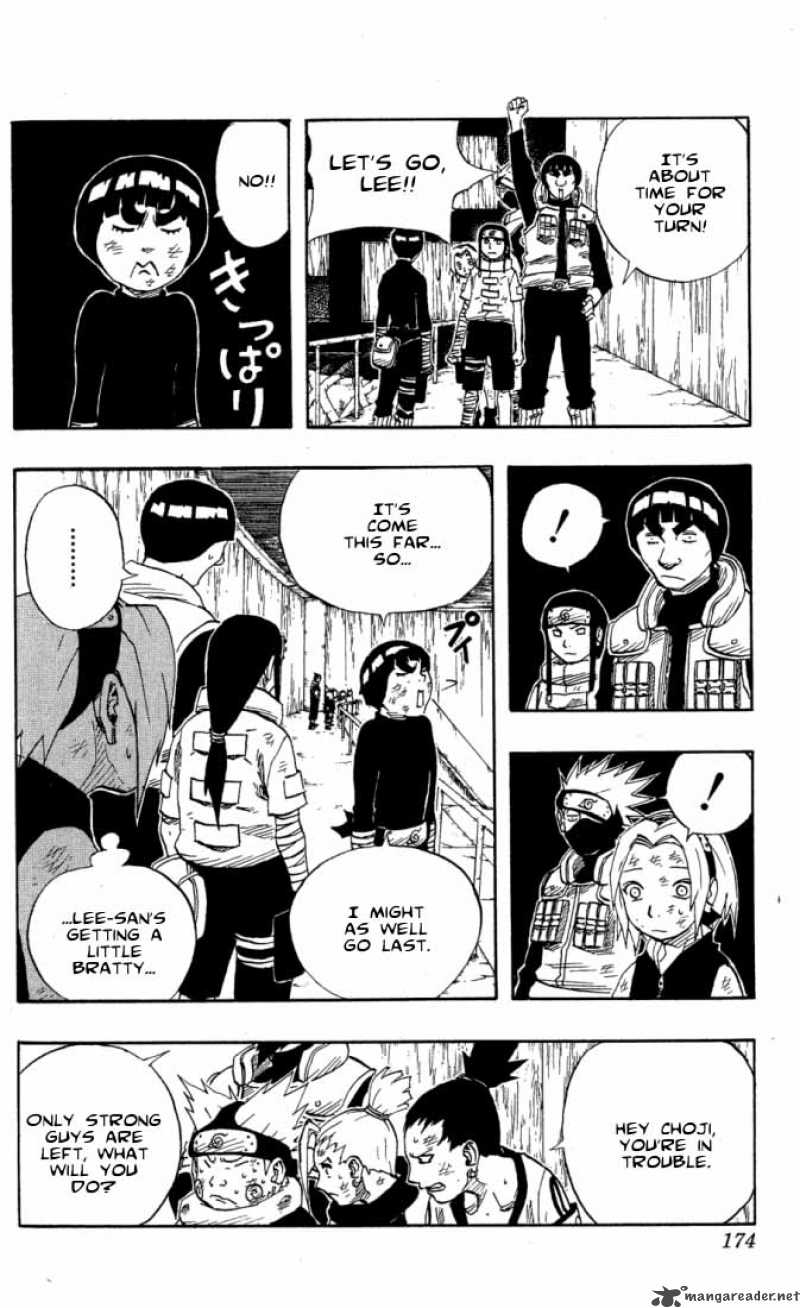 IT'S
ABOUT
TIME FOR
YOUR
TURN!
LET'S GO,
LEE!!
NO!!
きっぱり
!
IT'S
COME
THIS FAR...
SO...
プイ
.........
I MIGHT
AS WELL
GO LAST.
...LEE-SAN'S
GETTING A
LITTLE
BRATTY...
!
HEY CHOJI,
YOU'RE IN
TROUBLE.
ONLY STRONG
GUYS ARE
LEFT, WHAT
WILL YOU
DO?
174
mangareader.net